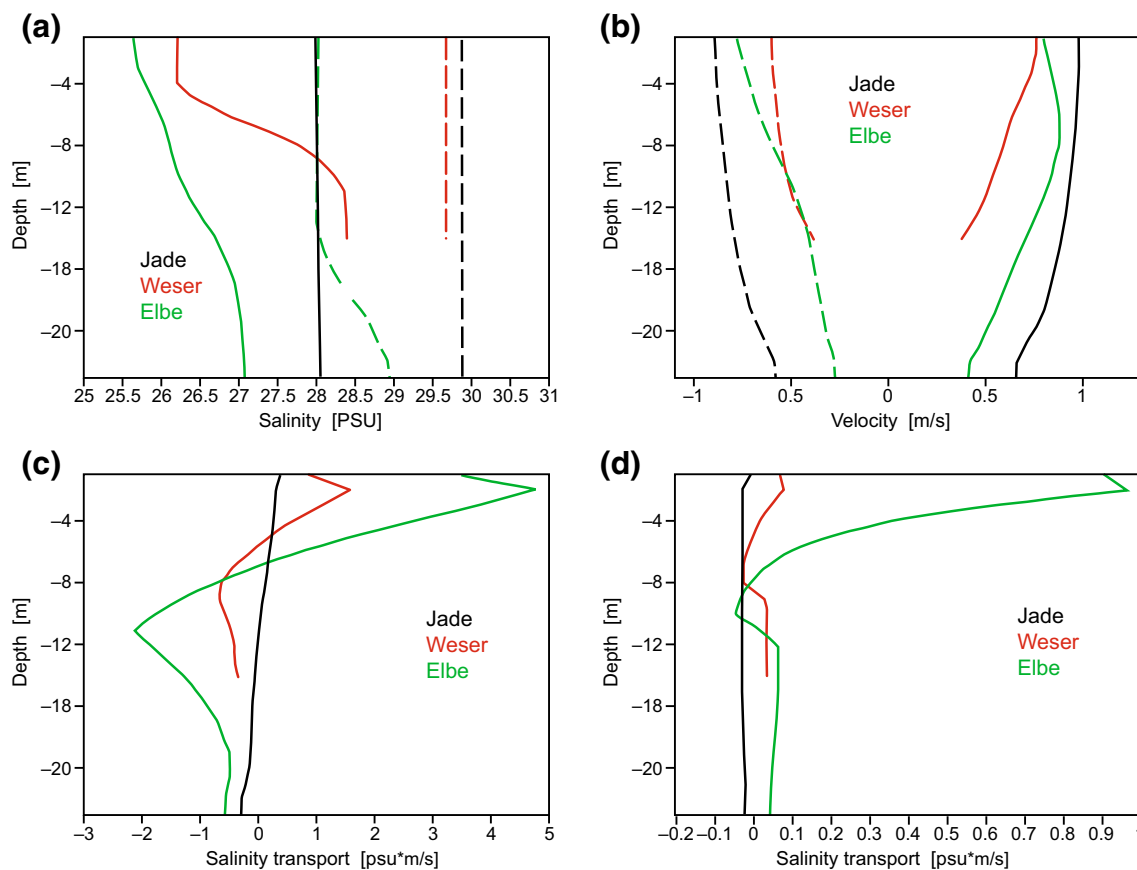 (a)
−4
−8
−12
−18
−20
Depth [m]
Jade
Weser
Elbe
25 25.5 26 26.5 27 27.5 28 28.5 29 29.5 30 30.5 31
Salinity [PSU]
(b)
−4
−8
−12
−18
−20
Depth [m]
Jade
Weser
Elbe
−1 0.5 0 0.5 1
Velocity [m/s]
(c)
−4
−8
−12
−18
−20
Depth [m]
Jade
Weser
Elbe
−3 −2 −1 0 1 2 3 4 5
Salinity transport [psu*m/s]
(d)
−4
−8
−12
−18
−20
Depth [m]
Jade
Weser
Elbe
−0.2 −0.1 0 0.1 0.2 0.3 0.4 0.5 0.6 0.7 0.8 0.9
Salinity transport [psu*m/s]